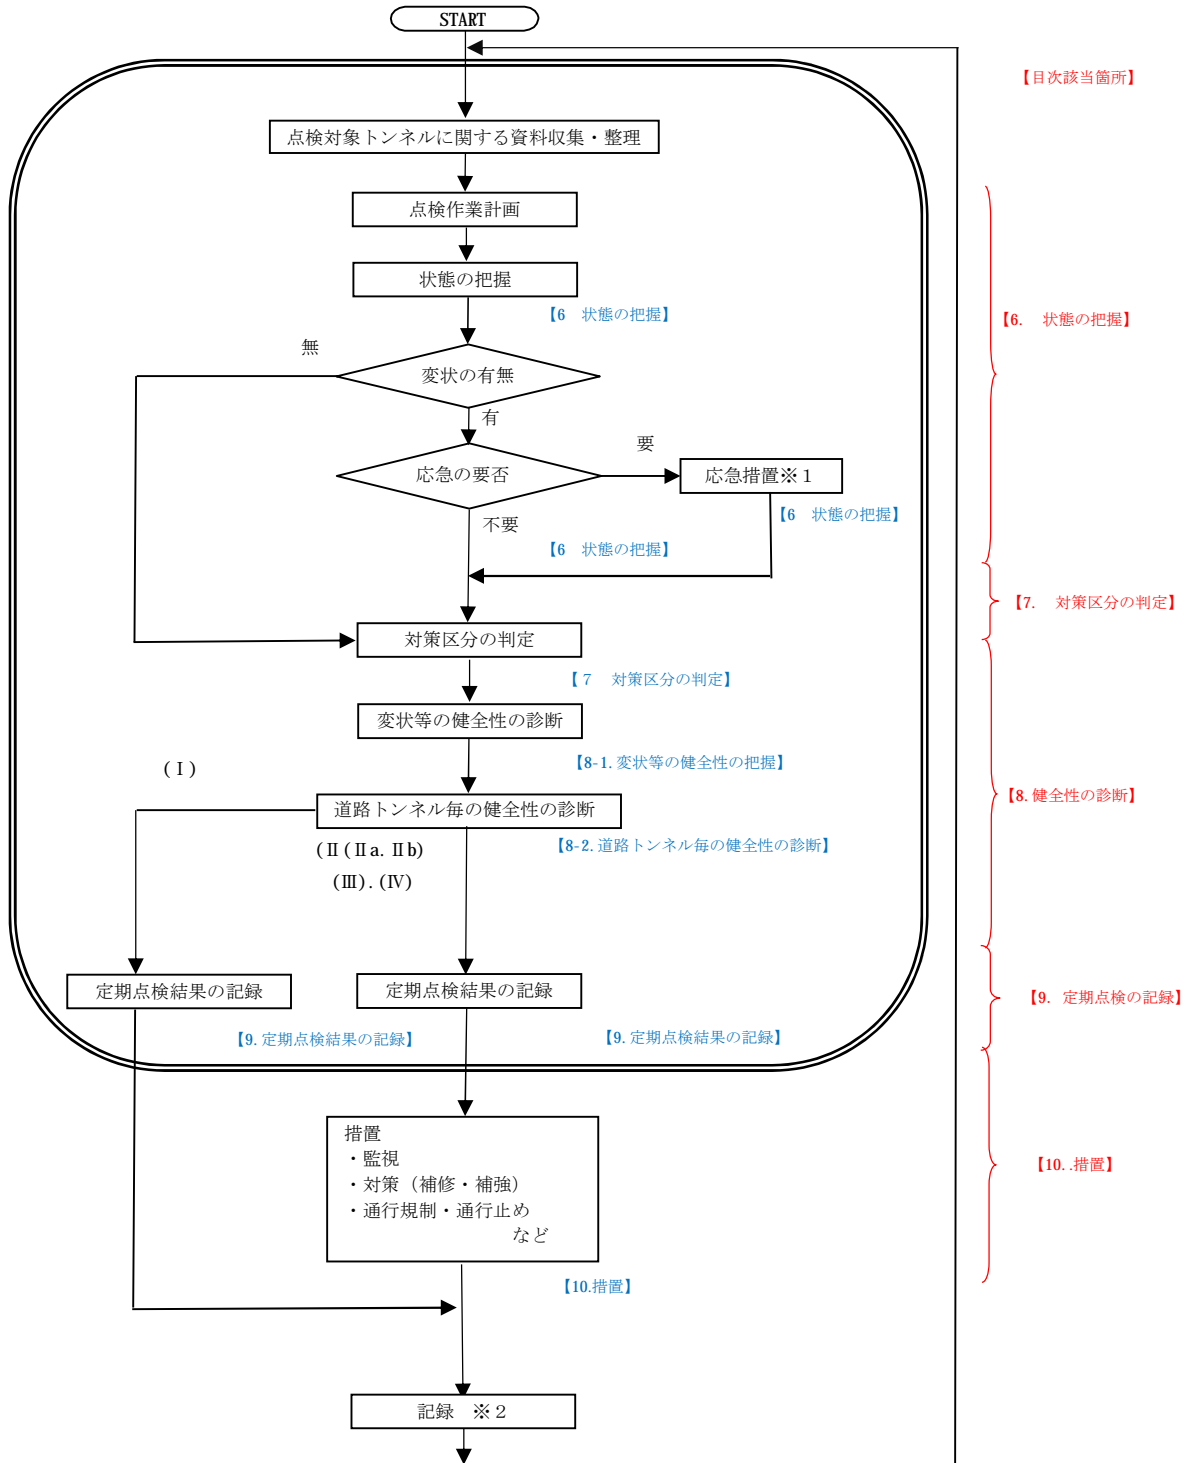 START
【目次該当箇所】
点検対象トンネルに関する資料収集・整理
点検作業計画
状態の把握
【6　状態の把握】
【6.　状態の把握】
無
変状の有無
有
要
応急の要否
応急措置※１
【6　状態の把握】
不要
【6　状態の把握】
【7.　対策区分の判定】
対策区分の判定
【７　対策区分の判定】
変状等の健全性の診断
【8-1.変状等の健全性の把握】
(Ⅰ)
【8.健全性の診断】
道路トンネル毎の健全性の診断
【8-2.道路トンネル毎の健全性の診断】
(Ⅱ(Ⅱa.Ⅱb)
(Ⅲ).(Ⅳ)
定期点検結果の記録
定期点検結果の記録
【9. 定期点検の記録】
【9.定期点検結果の記録】
【9.定期点検結果の記録】
措置
・監視
・対策（補修・補強）
・通行規制・通行止め
など
【10..措置】
【10.措置】
記録　※２